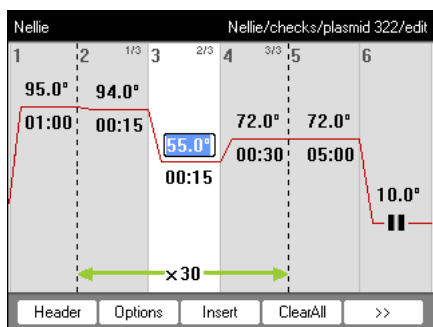 Nellie Nellie/checks/plasmid 322/edit
1 2 1/3 3 2/3 4 3/3 5 6
95.0° 94.0° 55.0° 72.0° 72.0° 10.0°
01:00 00:15 00:15 00:30 05:00
×30
Header Options Insert ClearAll >>